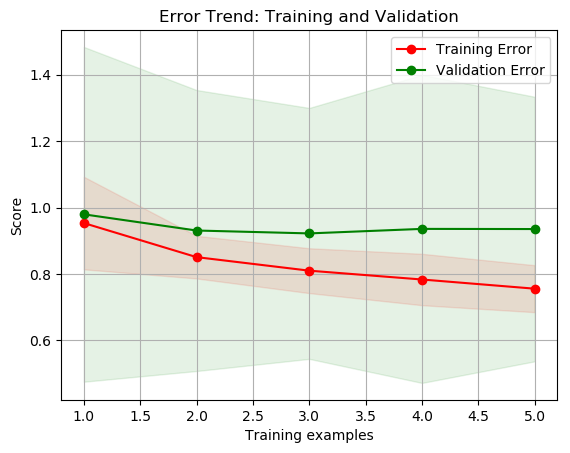 Error Trend: Training and Validation
Training Error
Validation Error
Score
1.4
1.2
1.0
0.8
0.6
1.0 1.5 2.0 2.5 3.0 3.5 4.0 4.5 5.0
Training examples